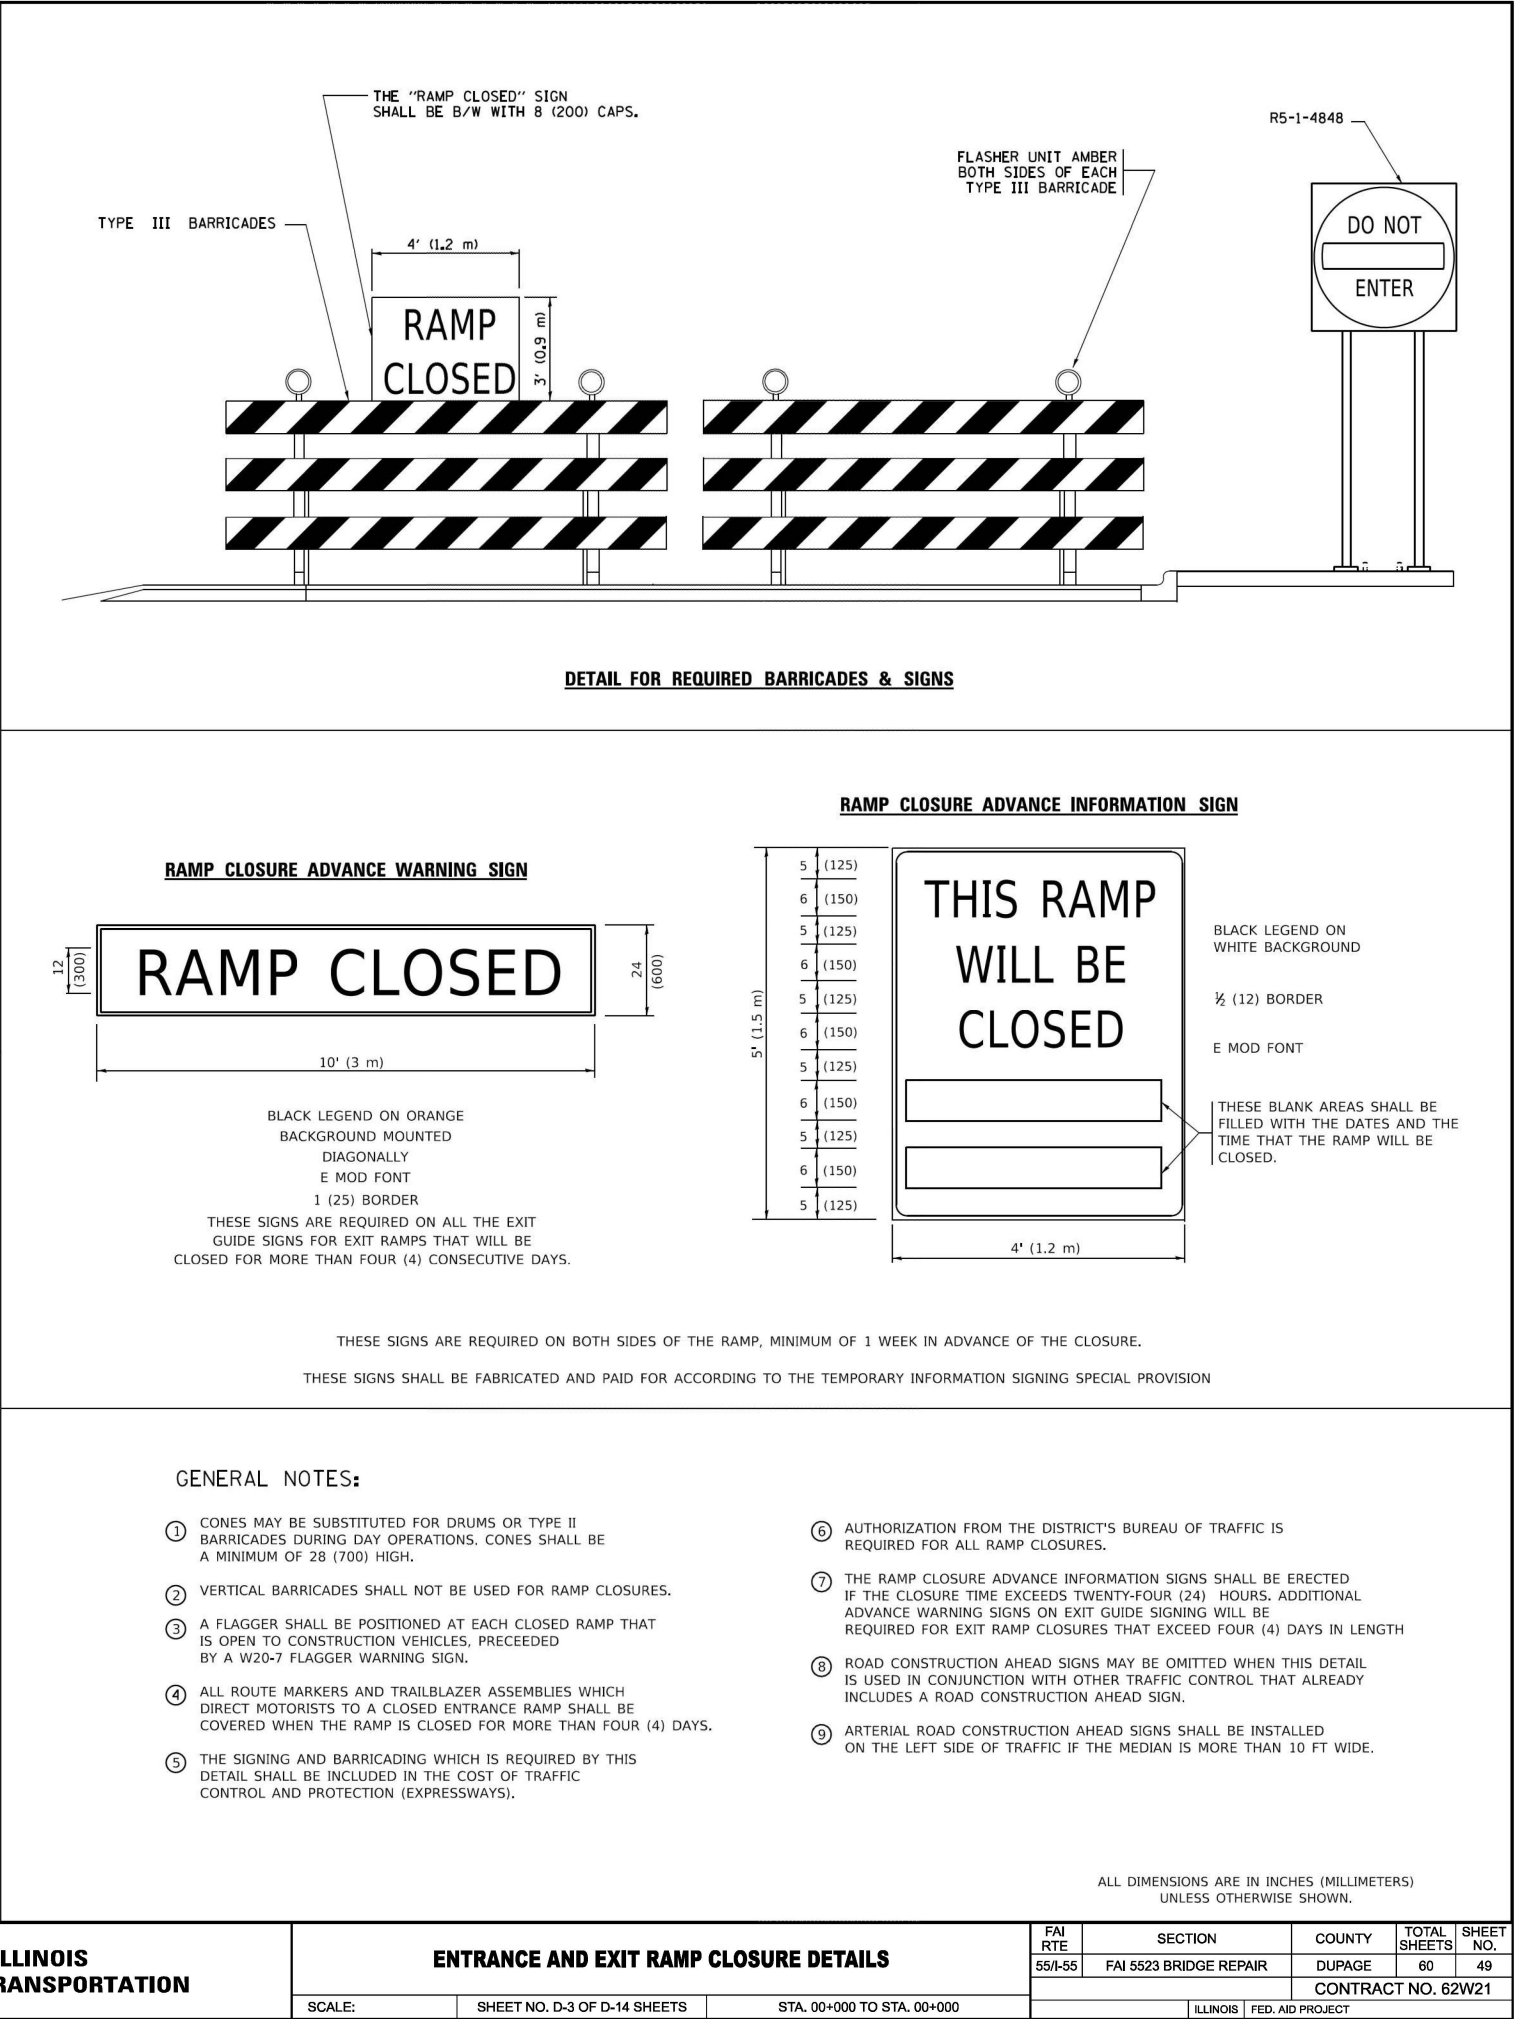 THE "RAMP CLOSED" SIGN
SHALL BE B/W WITH 8 (200) CAPS.
R5-1-4848
FLASHER UNIT AMBER
BOTH SIDES OF EACH
TYPE III BARRICADE
TYPE III BARRICADES
4' (1.2 m)
DO NOT
ENTER
RAMP
CLOSED
3' (0.9 m)
DETAIL FOR REQUIRED BARRICADES & SIGNS
RAMP CLOSURE ADVANCE WARNING SIGN
12
(300)
RAMP CLOSED
24
(600)
10' (3 m)
BLACK LEGEND ON ORANGE
BACKGROUND MOUNTED
DIAGONALLY
E MOD FONT
1 (25) BORDER
THESE SIGNS ARE REQUIRED ON ALL THE EXIT
GUIDE SIGNS FOR EXIT RAMPS THAT WILL BE
CLOSED FOR MORE THAN FOUR (4) CONSECUTIVE DAYS.
RAMP CLOSURE ADVANCE INFORMATION SIGN
5' (1.5 m)
5 (125)
6 (150)
5 (125)
6 (150)
5 (125)
6 (150)
5 (125)
6 (150)
5 (125)
6 (150)
5 (125)
THIS RAMP
WILL BE
CLOSED
4' (1.2 m)
BLACK LEGEND ON
WHITE BACKGROUND
½ (12) BORDER
E MOD FONT
THESE BLANK AREAS SHALL BE
FILLED WITH THE DATES AND THE
TIME THAT THE RAMP WILL BE
CLOSED.
THESE SIGNS ARE REQUIRED ON BOTH SIDES OF THE RAMP, MINIMUM OF 1 WEEK IN ADVANCE OF THE CLOSURE.
THESE SIGNS SHALL BE FABRICATED AND PAID FOR ACCORDING TO THE TEMPORARY INFORMATION SIGNING SPECIAL PROVISION
GENERAL NOTES:
1 CONES MAY BE SUBSTITUTED FOR DRUMS OR TYPE II
BARRICADES DURING DAY OPERATIONS. CONES SHALL BE
A MINIMUM OF 28 (700) HIGH.
2 VERTICAL BARRICADES SHALL NOT BE USED FOR RAMP CLOSURES.
3 A FLAGGER SHALL BE POSITIONED AT EACH CLOSED RAMP THAT
IS OPEN TO CONSTRUCTION VEHICLES, PRECEEDED
BY A W20-7 FLAGGER WARNING SIGN.
4 ALL ROUTE MARKERS AND TRAILBLAZER ASSEMBLIES WHICH
DIRECT MOTORISTS TO A CLOSED ENTRANCE RAMP SHALL BE
COVERED WHEN THE RAMP IS CLOSED FOR MORE THAN FOUR (4) DAYS.
5 THE SIGNING AND BARRICADING WHICH IS REQUIRED BY THIS
DETAIL SHALL BE INCLUDED IN THE COST OF TRAFFIC
CONTROL AND PROTECTION (EXPRESSWAYS).
6 AUTHORIZATION FROM THE DISTRICT'S BUREAU OF TRAFFIC IS
REQUIRED FOR ALL RAMP CLOSURES.
7 THE RAMP CLOSURE ADVANCE INFORMATION SIGNS SHALL BE ERECTED
IF THE CLOSURE TIME EXCEEDS TWENTY-FOUR (24) HOURS. ADDITIONAL
ADVANCE WARNING SIGNS ON EXIT GUIDE SIGNING WILL BE
REQUIRED FOR EXIT RAMP CLOSURES THAT EXCEED FOUR (4) DAYS IN LENGTH
8 ROAD CONSTRUCTION AHEAD SIGNS MAY BE OMITTED WHEN THIS DETAIL
IS USED IN CONJUNCTION WITH OTHER TRAFFIC CONTROL THAT ALREADY
INCLUDES A ROAD CONSTRUCTION AHEAD SIGN.
9 ARTERIAL ROAD CONSTRUCTION AHEAD SIGNS SHALL BE INSTALLED
ON THE LEFT SIDE OF TRAFFIC IF THE MEDIAN IS MORE THAN 10 FT WIDE.
ALL DIMENSIONS ARE IN INCHES (MILLIMETERS)
UNLESS OTHERWISE SHOWN.
LLINOIS
RANSPORTATION
ENTRANCE AND EXIT RAMP CLOSURE DETAILS
SCALE: SHEET NO. D-3 OF D-14 SHEETS STA. 00+000 TO STA. 00+000
FAI RTE SECTION COUNTY TOTAL SHEETS SHEET NO.
55/I-55 FAI 5523 BRIDGE REPAIR DUPAGE 60 49
CONTRACT NO. 62W21
ILLINOIS FED. AID PROJECT